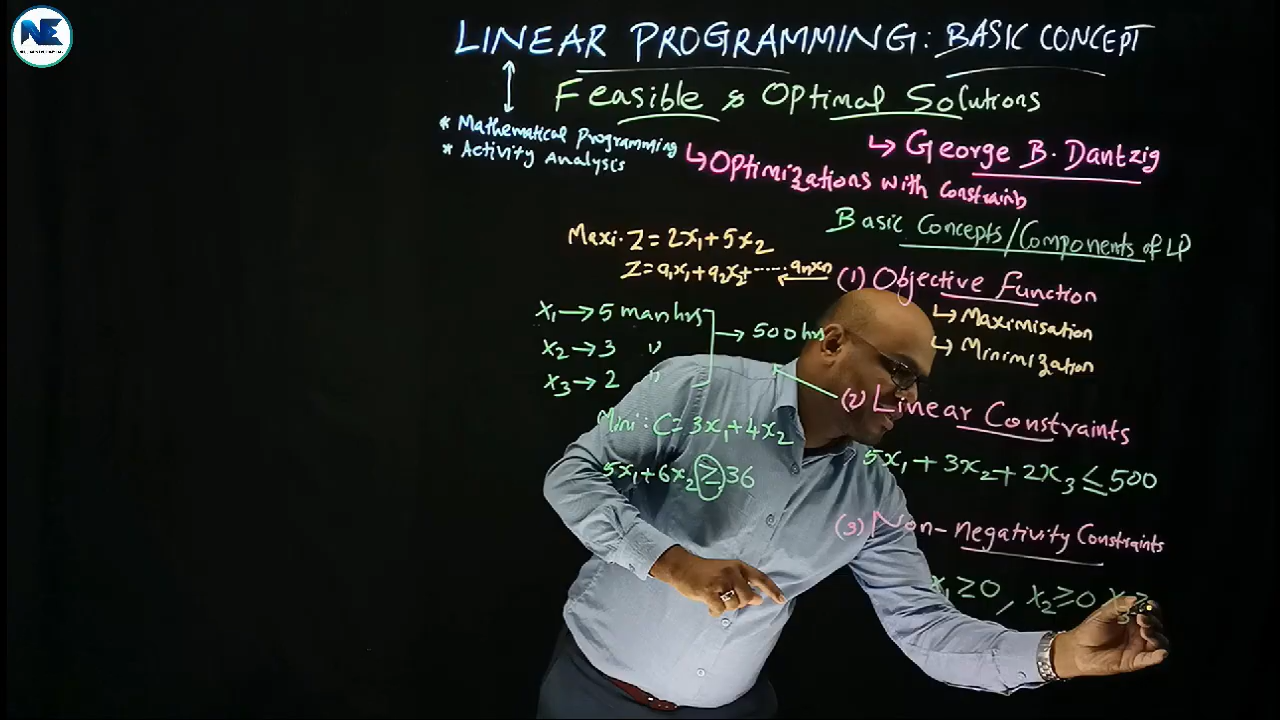 NE
LINEAR PROGRAMMING: BASIC CONCEPT
Feasible & Optimal Solutions
* Mathematical Programming
* Activity Analysis
↳ George B. Dantzig
↳ Optimizations with Constraints
Basic Concepts/Components of LP
Maxi. Z = 2x₁ + 5x₂
Z = a₁x₁ + a₂x₂ + ...... aₙxₙ
(1) Objective Function
↳ Maximisation
↳ Minimization
x₁ → 5 man hrs
x₂ → 3 "
x₃ → 2 "
→ 500 hrs
(2) Linear Constraints
Mini: C = 3x₁ + 4x₂
5x₁ + 6x₂ ≥ 36
5x₁ + 3x₂ + 2x₃ ≤ 500
(3) Non-negativity Constraints
x₁ ≥ 0, x₂ ≥ 0 x₃ ≥